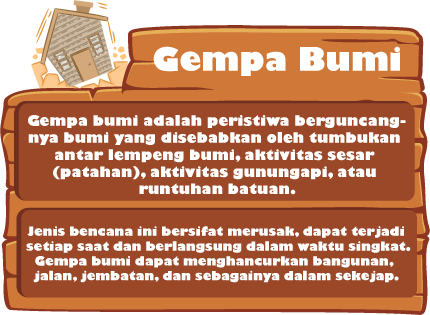 Gempa Bumi
Gempa bumi adalah peristiwa berguncang-
nya bumi yang disebabkan oleh tumbukan
antar lempeng bumi, aktivitas sesar
(patahan), aktivitas gunungapi, atau
runtuhan batuan.
Jenis bencana ini bersifat merusak, dapat terjadi
setiap saat dan berlangsung dalam waktu singkat.
Gempa bumi dapat menghancurkan bangunan,
jalan, jembatan, dan sebagainya dalam sekejap.